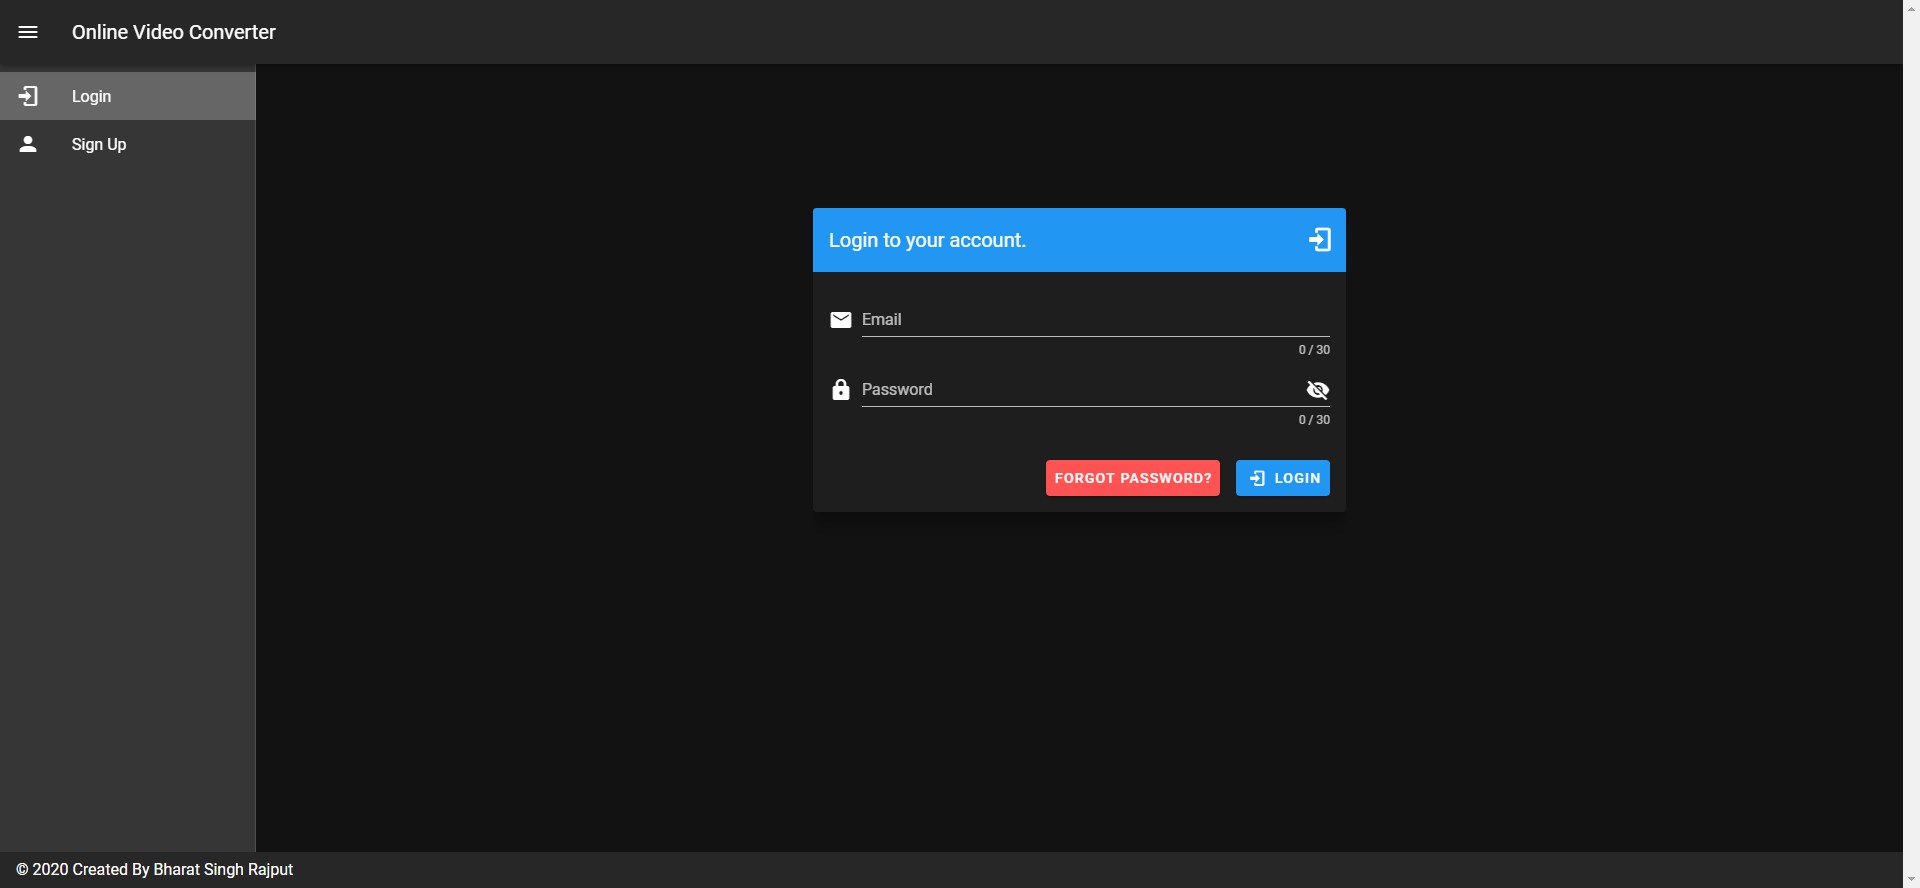 Online Video Converter
Login
Sign Up
Login to your account.
Email
0 / 30
Password
0 / 30
FORGOT PASSWORD?
LOGIN
© 2020 Created By Bharat Singh Rajput